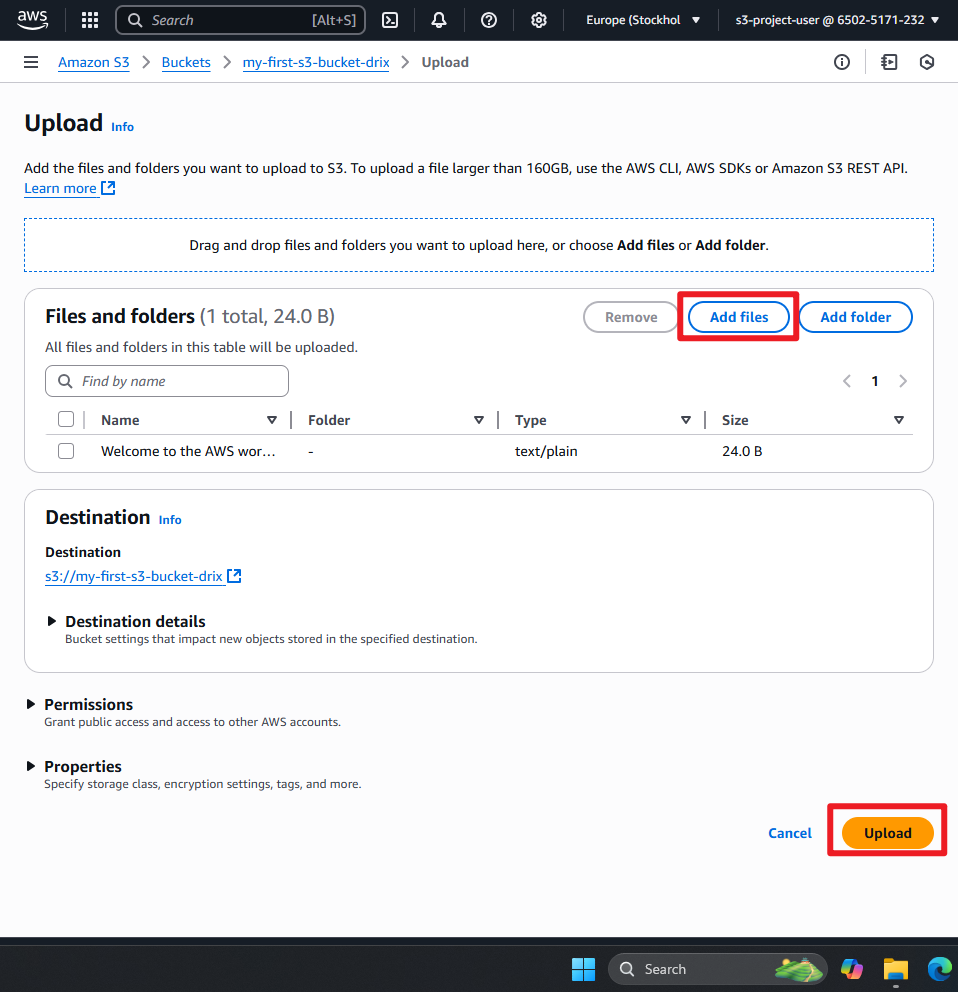 aws Search [Alt+S] Europe (Stockhol s3-project-user @ 6502-5171-232
Amazon S3 Buckets my-first-s3-bucket-drix Upload
Upload Info
Add the files and folders you want to upload to S3. To upload a file larger than 160GB, use the AWS CLI, AWS SDKs or Amazon S3 REST API.
Learn more
Drag and drop files and folders you want to upload here, or choose Add files or Add folder.
Files and folders (1 total, 24.0 B) Remove Add files Add folder
All files and folders in this table will be uploaded.
Find by name 1
Name Folder Type Size
Welcome to the AWS wor... - text/plain 24.0 B
Destination Info
Destination
s3://my-first-s3-bucket-drix
Destination details
Bucket settings that impact new objects stored in the specified destination.
Permissions
Grant public access and access to other AWS accounts.
Properties
Specify storage class, encryption settings, tags, and more.
Cancel Upload
Search